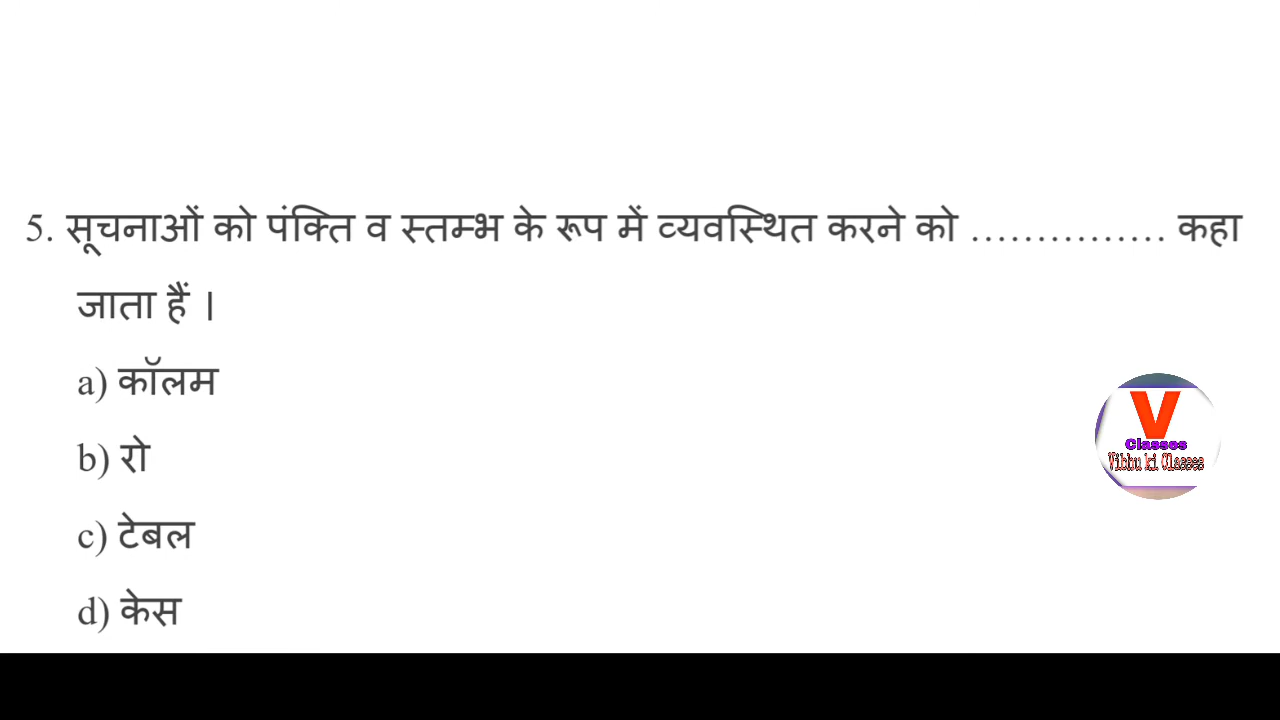 5. सूचनाओं को पंक्ति व स्तम्भ के रूप में व्यवस्थित करने को ............... कहा
जाता हैं ।
a) कॉलम
b) रो
c) टेबल
d) केस
V
Classes
Vibhu ki Classes